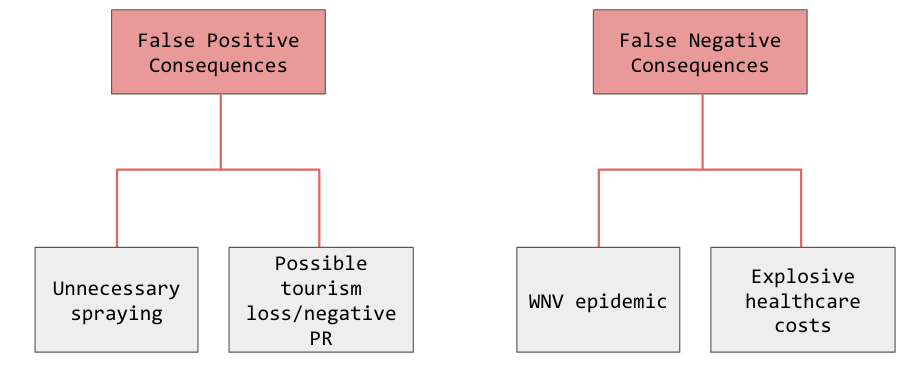 False Positive
Consequences
False Negative
Consequences
Unnecessary
spraying
Possible
tourism
loss/negative
PR
WNV epidemic
Explosive
healthcare
costs